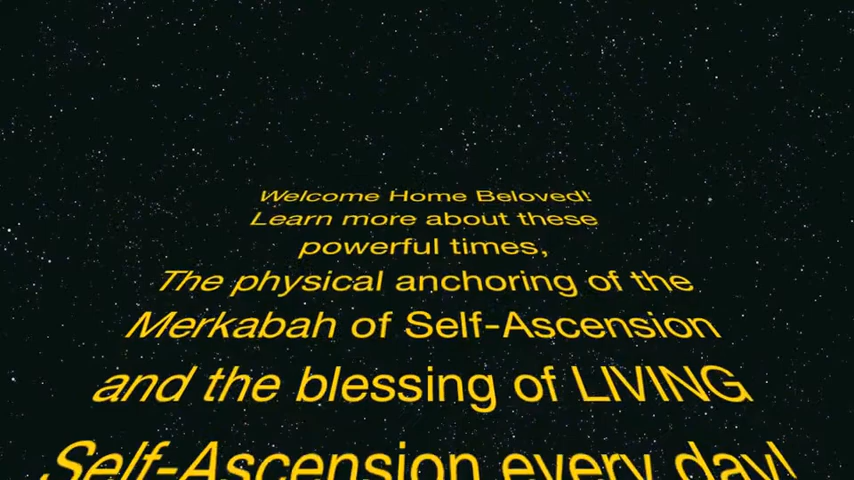 Welcome Home Beloved!
Learn more about these
powerful times,
The physical anchoring of the
Merkabah of Self-Ascension
and the blessing of LIVING
Self-Ascension every day!